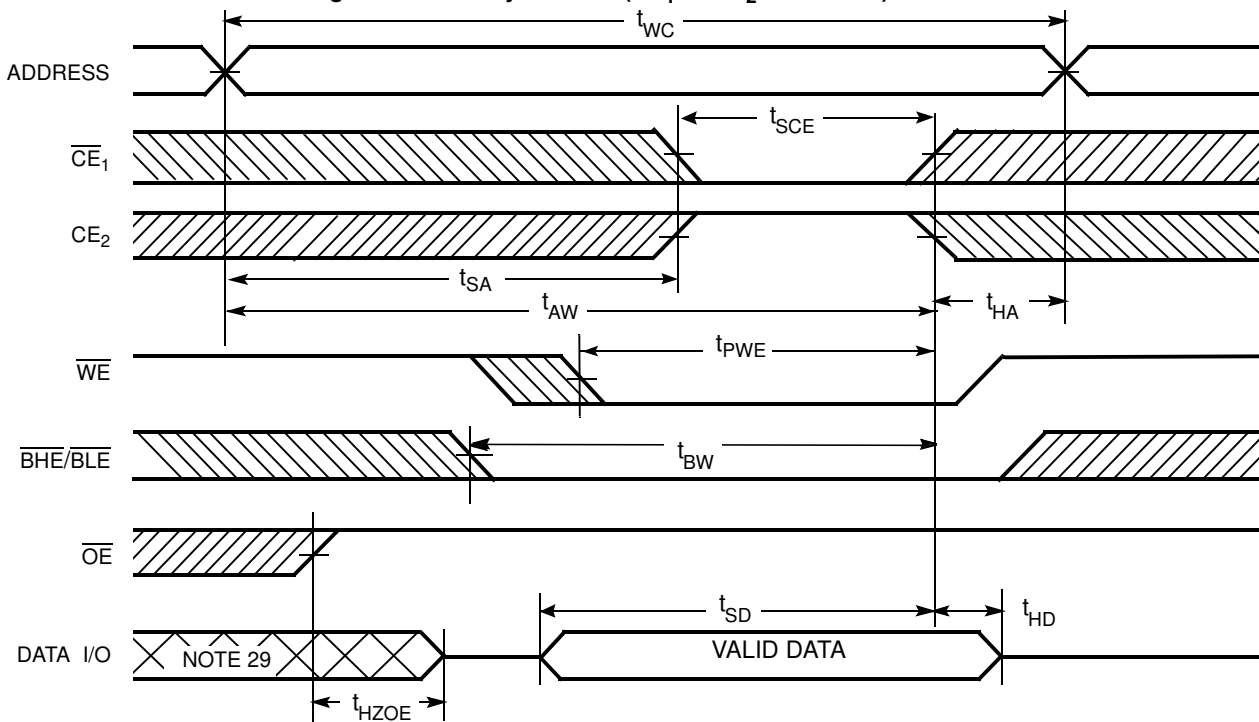 tWC
ADDRESS
tSCE
CE1
CE2
tSA
tAW
tHA
tPWE
WE
BHE/BLE
tBW
OE
tSD
tHD
DATA I/O
NOTE 29
VALID DATA
tHZOE